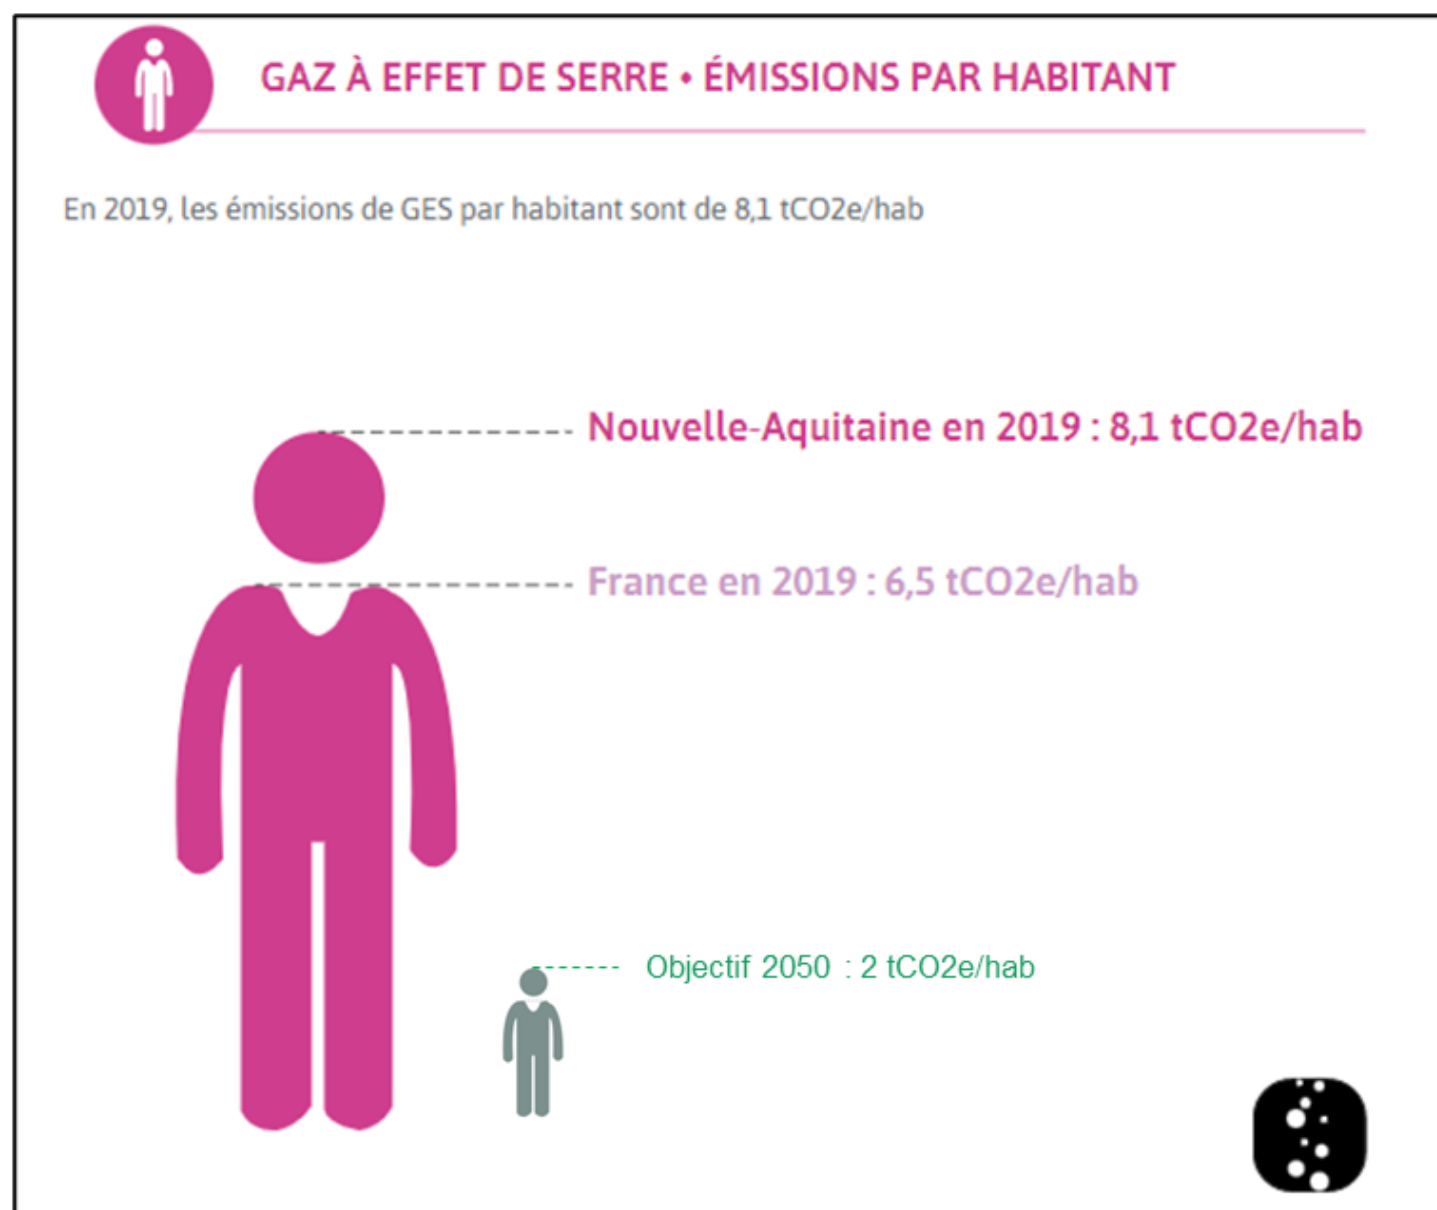 GAZ À EFFET DE SERRE • ÉMISSIONS PAR HABITANT
En 2019, les émissions de GES par habitant sont de 8,1 tCO2e/hab
Nouvelle-Aquitaine en 2019 : 8,1 tCO2e/hab
France en 2019 : 6,5 tCO2e/hab
Objectif 2050 : 2 tCO2e/hab